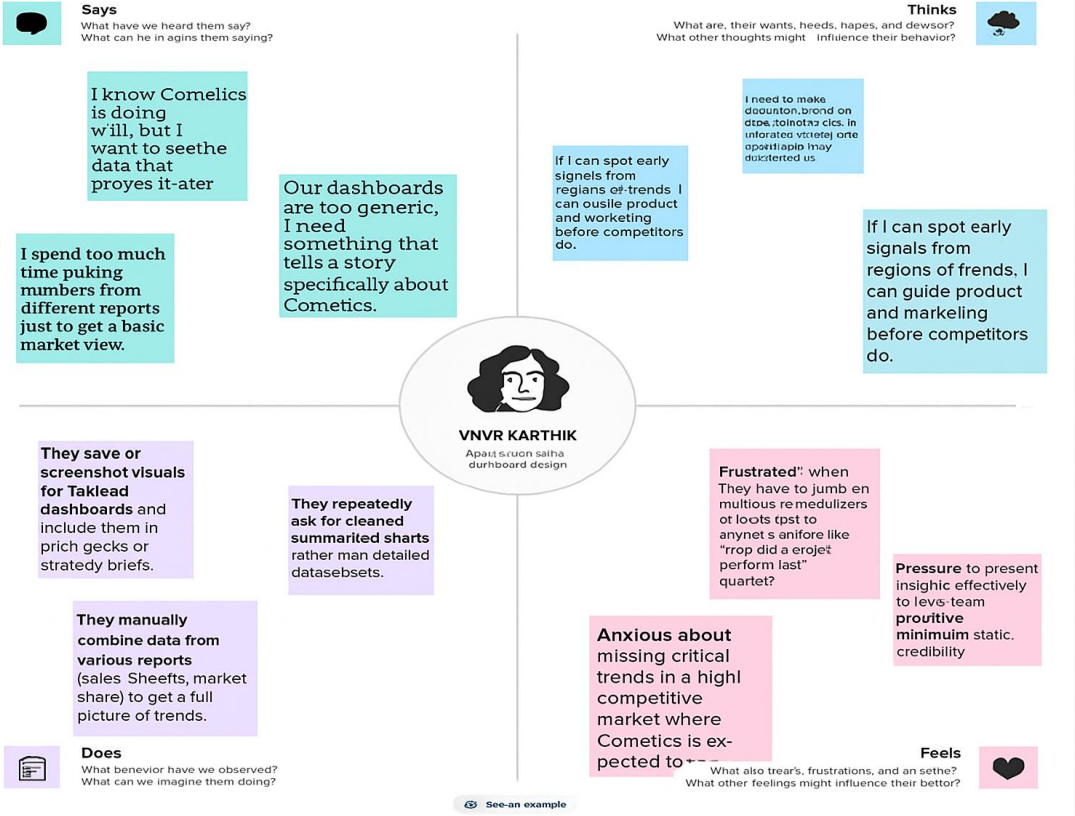 Says
What have we heard them say?
What can he in agins them saying?
Thinks
What are, their wants, heeds, hapes, and dewsor?
What other thoughts might influence their behavior?
I know Comelics
is doing
will, but I
want to seethe
data that
proyes it-ater
Our dashboards
are too generic,
I need
something that
tells a story
specifically about
Cometics.
I spend too much
time puking
mumbers from
different reports
just to get a basic
market view.
I need to make
brond on
cics. in
may
us
If I can spot early
signels from
regians trends I
can ousile product
and worketing
before competitors
do.
If I can spot early
signals from
regions of frends, I
can guide product
and markeling
before competitors
do.
VNVR KARTHIK
saiha
durhboard design
They save or
screenshot visuals
for Taklead
dashboards and
include them in
prich gecks or
stratedy briefs.
They repeatedly
ask for cleaned
summarited sharts
rather man detailed
datasebsets.
They manually
combine data from
various reports
(sales Sheefts, market
share) to get a full
picture of trends.
Frustrated" when
They have to jumb en
multious remedulizers
ot loots tpst to
anynet s anifore like
"rrop did a erojet
perform last"
quartet?
Pressure to present
insighic effectively
to team
prouitive
minimuim static.
credibility
Anxious about
missing critical
trends in a highl
competitive
market where
Cometics is ex-
pected to
Does
What benevior have we observed?
What can we imagine them doing?
Feels
What also trear's, frustrations, and an sethe?
What other feelings might influence their bettor?
See-an example